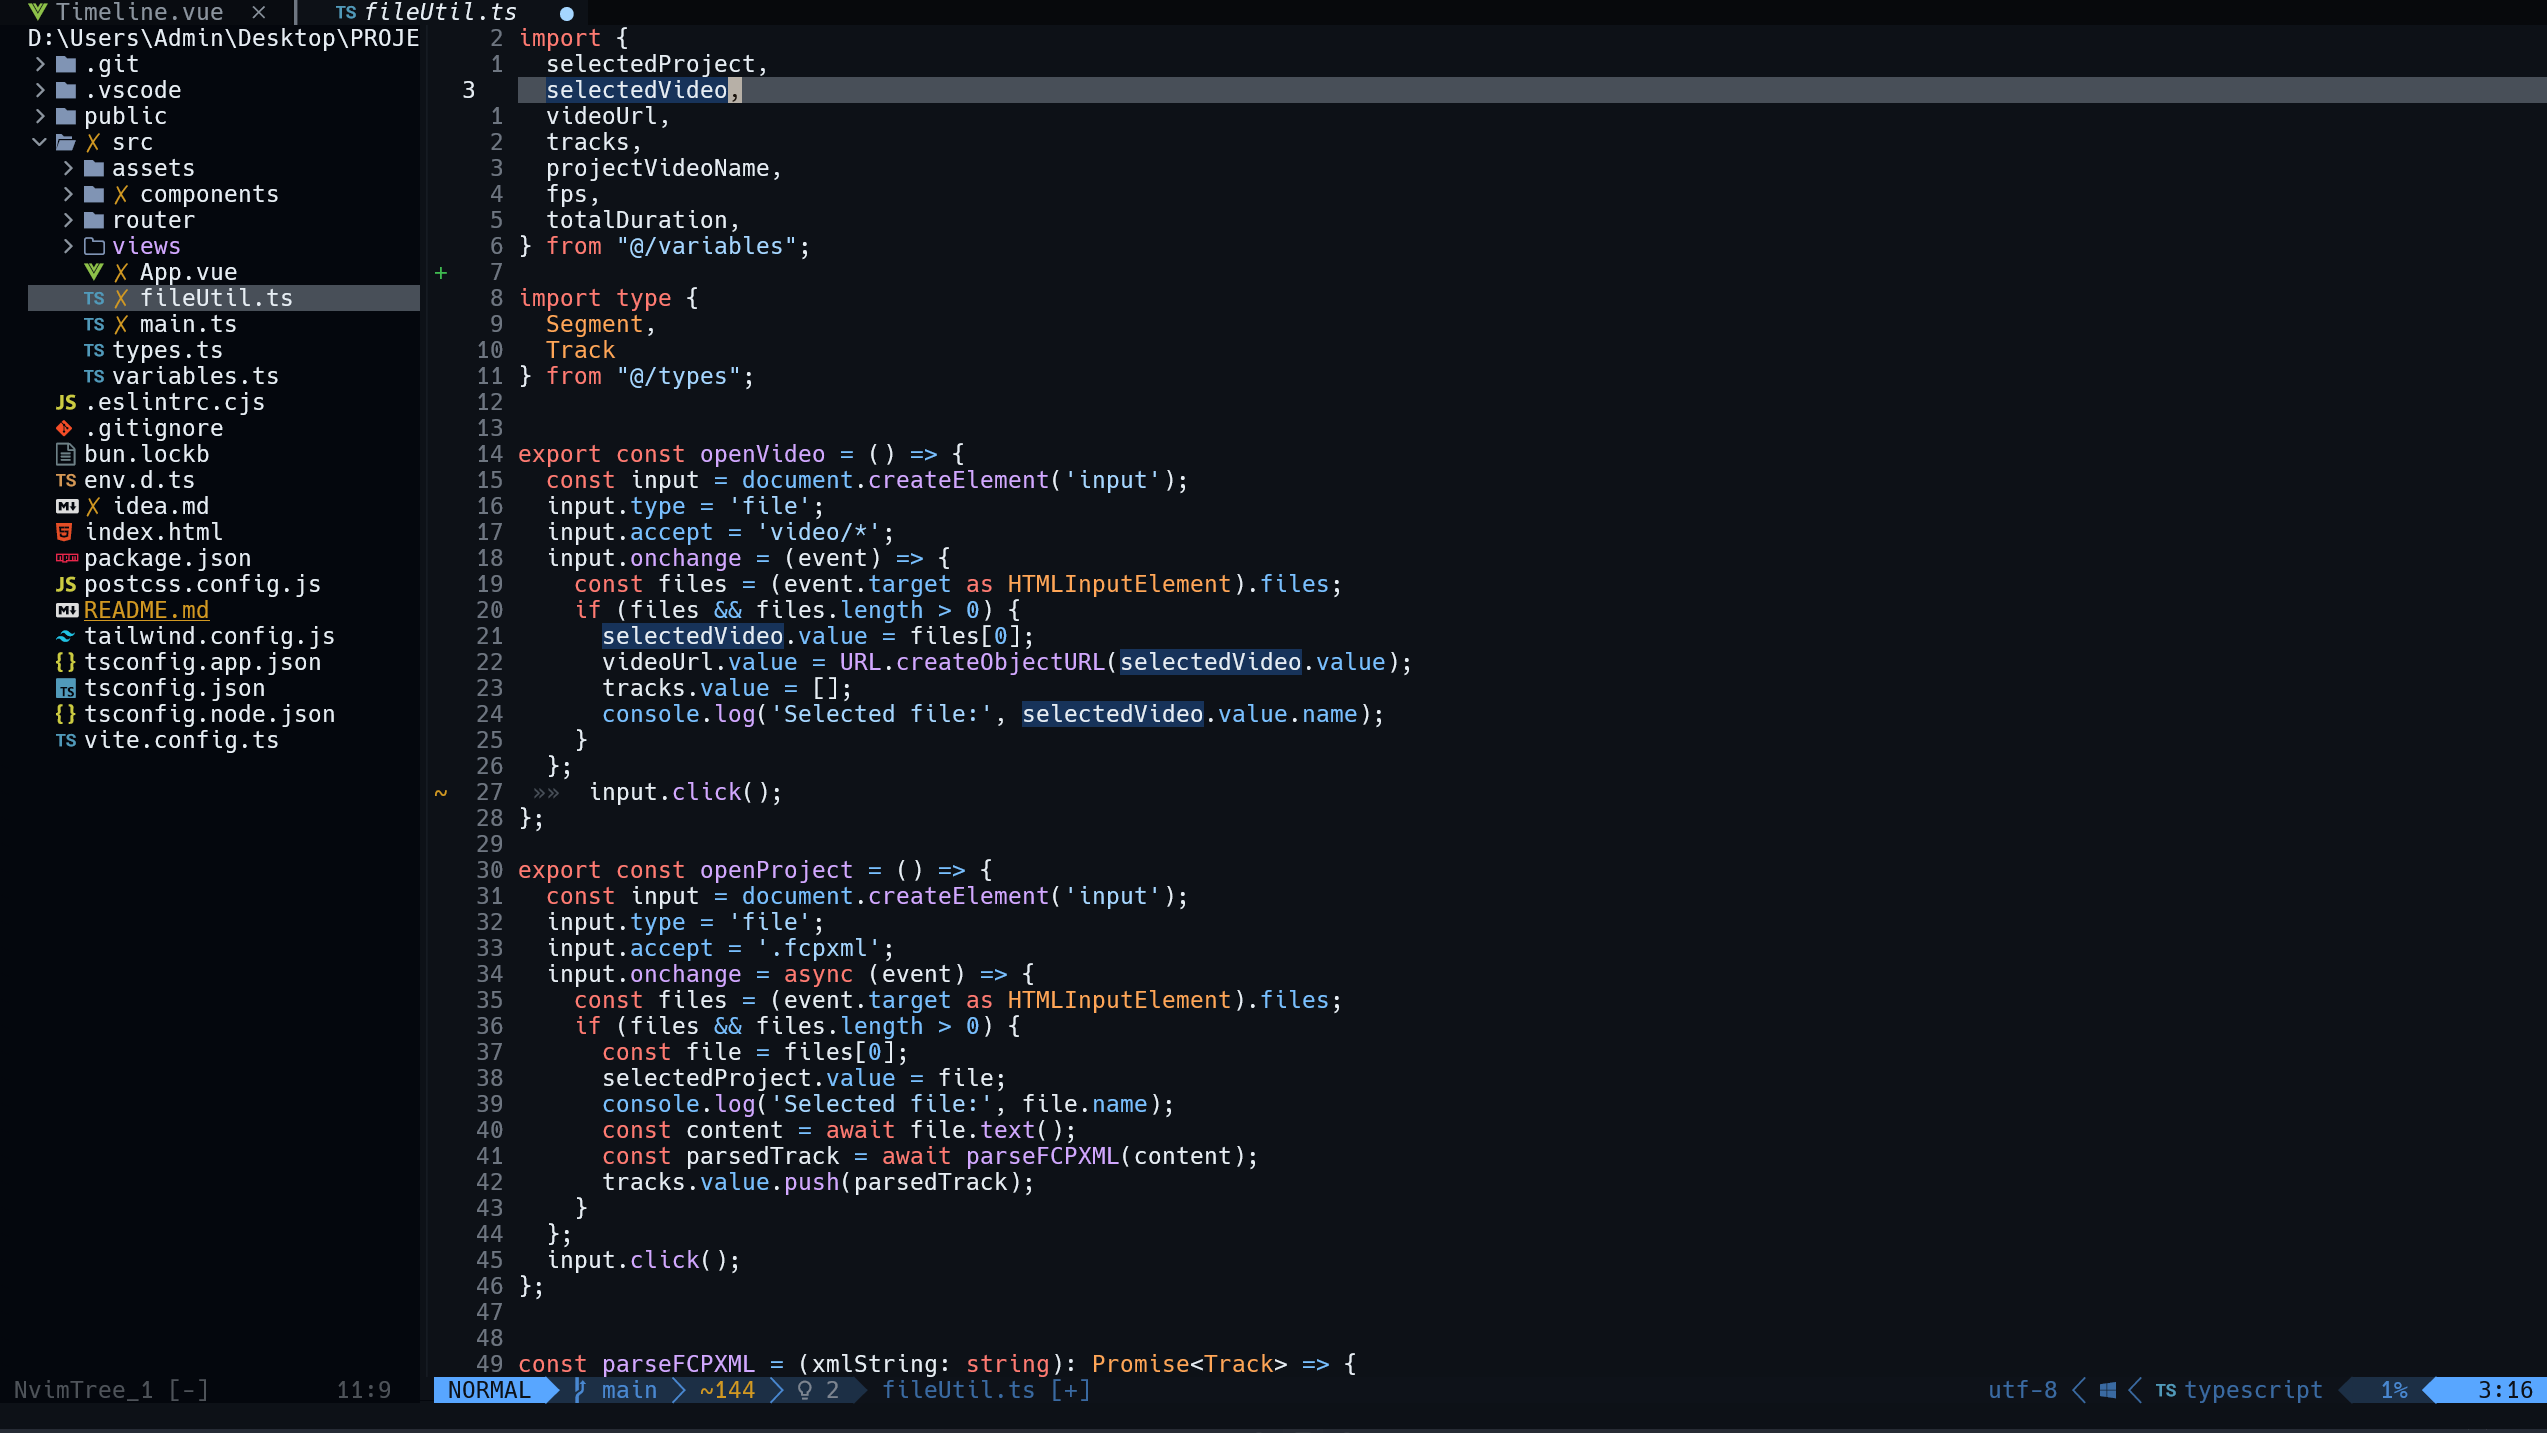 Timeline.vue × TS fileUtil.ts ●
D:\Users\Admin\Desktop\PROJE
> .git
> .vscode
> public
src
> assets
> components
> router
> views
App.vue
TS fileUtil.ts
TS main.ts
TS types.ts
TS variables.ts
JS .eslintrc.cjs
.gitignore
bun.lockb
TS env.d.ts
idea.md
index.html
package.json
JS postcss.config.js
README.md
tailwind.config.js
{} tsconfig.app.json
TS tsconfig.json
{} tsconfig.node.json
TS vite.config.ts
NvimTree_1 [-] 11:9
2 import {
1   selectedProject,
3   selectedVideo,
1   videoUrl,
2   tracks,
3   projectVideoName,
4   fps,
5   totalDuration,
6 } from "@/variables";
+ 7
8 import type {
9   Segment,
10   Track
11 } from "@/types";
12
13
14 export const openVideo = () => {
15   const input = document.createElement('input');
16   input.type = 'file';
17   input.accept = 'video/*';
18   input.onchange = (event) => {
19     const files = (event.target as HTMLInputElement).files;
20     if (files && files.length > 0) {
21       selectedVideo.value = files[0];
22       videoUrl.value = URL.createObjectURL(selectedVideo.value);
23       tracks.value = [];
24       console.log('Selected file:', selectedVideo.value.name);
25     }
26   };
~ 27 »»  input.click();
28 };
29
30 export const openProject = () => {
31   const input = document.createElement('input');
32   input.type = 'file';
33   input.accept = '.fcpxml';
34   input.onchange = async (event) => {
35     const files = (event.target as HTMLInputElement).files;
36     if (files && files.length > 0) {
37       const file = files[0];
38       selectedProject.value = file;
39       console.log('Selected file:', file.name);
40       const content = await file.text();
41       const parsedTrack = await parseFCPXML(content);
42       tracks.value.push(parsedTrack);
43     }
44   };
45   input.click();
46 };
47
48
49 const parseFCPXML = (xmlString: string): Promise<Track> => {
NORMAL main ~144 2 fileUtil.ts [+] utf-8 TS typescript 1% 3:16